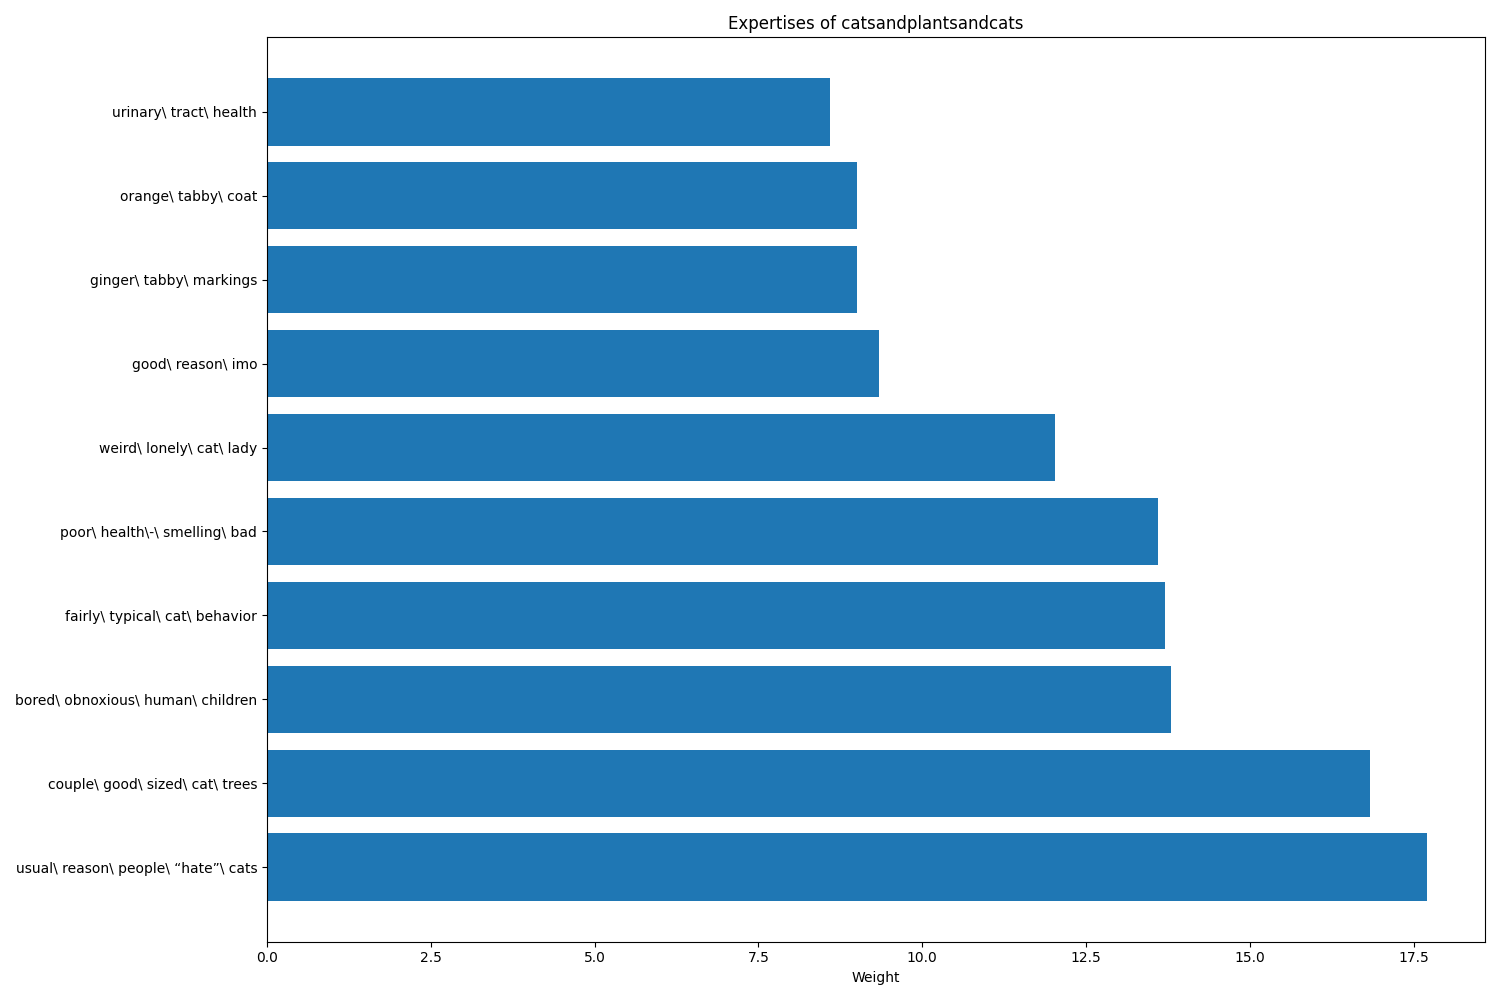 Expertises of catsandplantsandcats
urinary\ tract\ health
orange\ tabby\ coat
ginger\ tabby\ markings
good\ reason\ imo
weird\ lonely\ cat\ lady
poor\ health\-\ smelling\ bad
fairly\ typical\ cat\ behavior
bored\ obnoxious\ human\ children
couple\ good\ sized\ cat\ trees
usual\ reason\ people\ “hate”\ cats
0.0 2.5 5.0 7.5 10.0 12.5 15.0 17.5
Weight